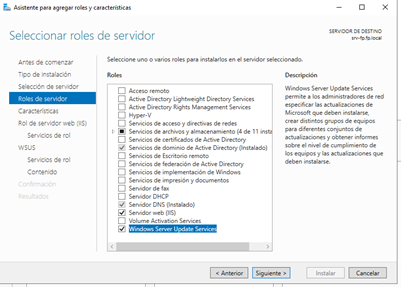 Asistente para agregar roles y características
Seleccionar roles de servidor
SERVIDOR DE DESTINO
srv-fp.fp.local
Antes de comenzar
Tipo de instalación
Selección de servidor
Roles de servidor
Características
Rol de servidor web (IIS)
Servicios de rol
WSUS
Servicios de rol
Contenido
Confirmación
Resultados
Seleccione uno o varios roles para instalarlos en el servidor seleccionado.
Roles
Acceso remoto
Active Directory Lightweight Directory Services
Active Directory Rights Management Services
Hyper-V
Servicios de acceso y directivas de redes
Servicios de archivos y almacenamiento (4 de 11 insta
Servicios de certificados de Active Directory
Servicios de dominio de Active Directory (Instalado)
Servicios de Escritorio remoto
Servicios de federación de Active Directory
Servicios de implementación de Windows
Servicios de impresión y documentos
Servidor de fax
Servidor DHCP
Servidor DNS (Instalado)
Servidor web (IIS)
Volume Activation Services
Windows Server Update Services
Descripción
Windows Server Update Services
permite a los administradores de red
especificar las actualizaciones de
Microsoft que deben instalarse,
crear distintos grupos de equipos
para diferentes conjuntos de
actualizaciones y obtener informes
sobre el nivel de cumplimiento de
los equipos y las actualizaciones que
deben instalarse.
< Anterior
Siguiente >
Instalar
Cancelar